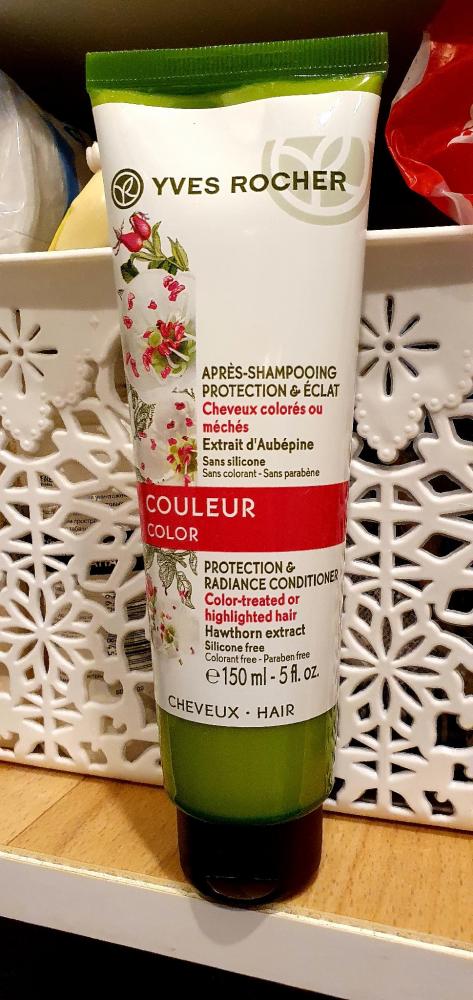 YVES ROCHER
APRÈS-SHAMPOOING
PROTECTION & ÉCLAT
Cheveux colorés ou
méchés
Extrait d'Aubépine
Sans silicone
Sans colorant - Sans parabène
COULEUR
COLOR
PROTECTION &
RADIANCE CONDITIONER
Color-treated or
highlighted hair
Hawthorn extract
Silicone free
Colorant free - Paraben free
℮150 ml - 5 fl. oz.
CHEVEUX • HAIR